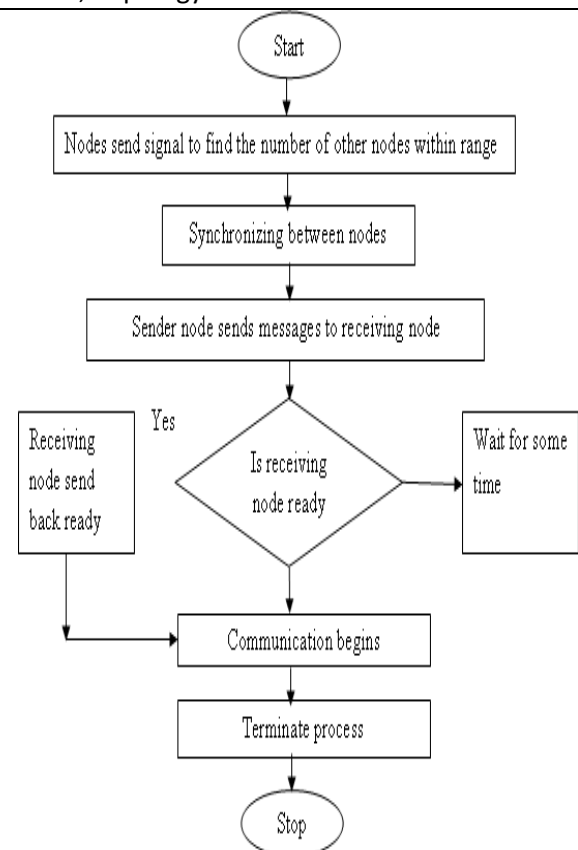 Start
Nodes send signal to find the number of other nodes within range
Synchronizing between nodes
Sender node sends messages to receiving node
Yes
Receiving
node send
back ready
Is receiving
node ready
Wait for some
time
Communication begins
Terminate process
Stop